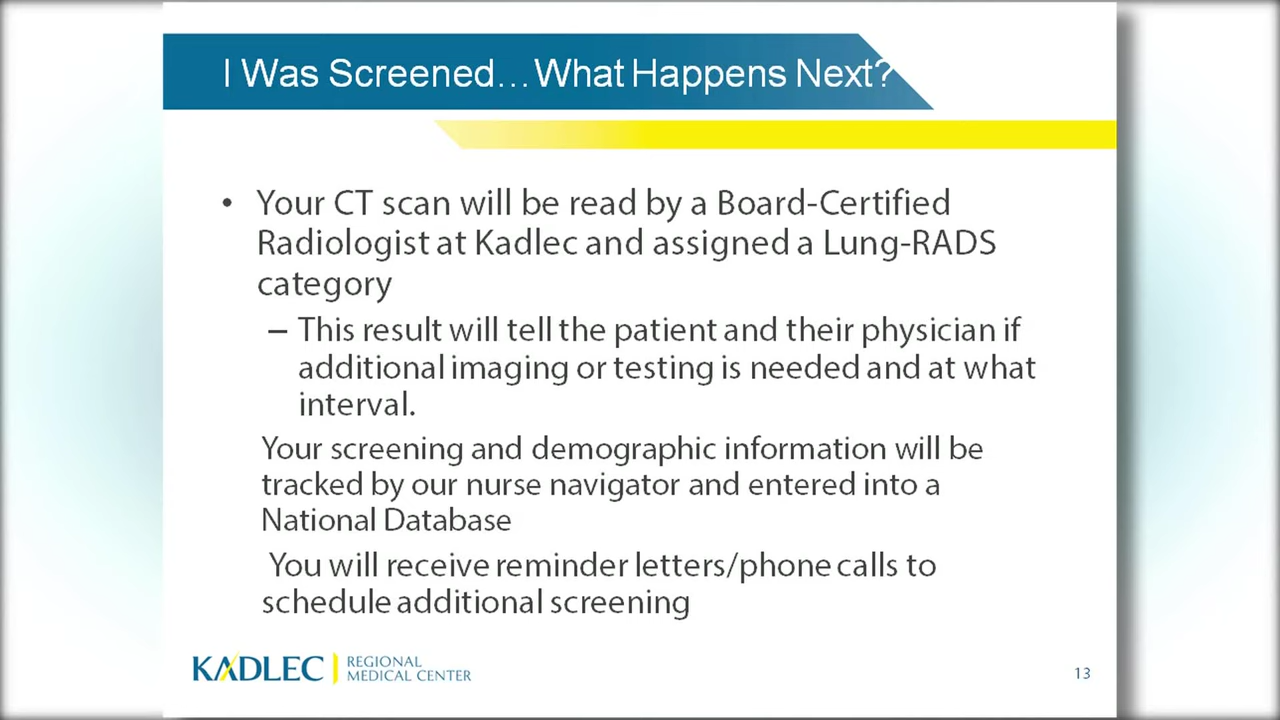 I Was Screened…What Happens Next?
• Your CT scan will be read by a Board-Certified
Radiologist at Kadlec and assigned a Lung-RADS
category
– This result will tell the patient and their physician if
additional imaging or testing is needed and at what
interval.
Your screening and demographic information will be
tracked by our nurse navigator and entered into a
National Database
You will receive reminder letters/phone calls to
schedule additional screening
KADLEC
REGIONAL
MEDICAL CENTER
13